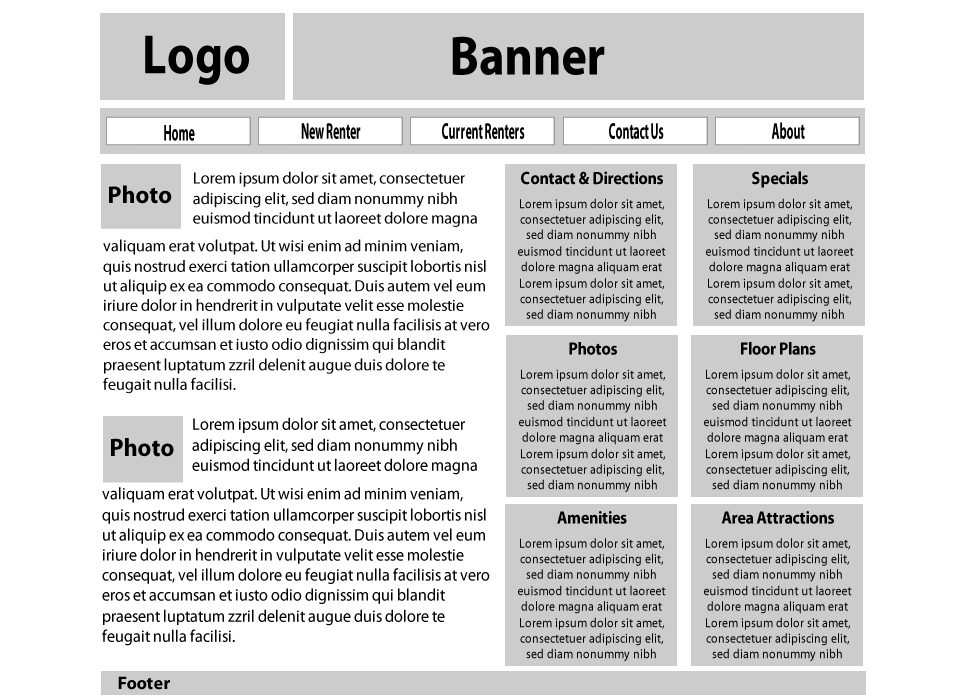 Logo
Banner
Home
New Renter
Current Renters
Contact Us
About
Photo
Lorem ipsum dolor sit amet, consectetuer
adipiscing elit, sed diam nonummy nibh
euismod tincidunt ut laoreet dolore magna
valiquam erat volutpat. Ut wisi enim ad minim veniam,
quis nostrud exerci tation ullamcorper suscipit lobortis nisl
ut aliquip ex ea commodo consequat. Duis autem vel eum
iriure dolor in hendrerit in vulputate velit esse molestie
consequat, vel illum dolore eu feugiat nulla facilisis at vero
eros et accumsan et iusto odio dignissim qui blandit
praesent luptatum zzril delenit augue duis dolore te
feugait nulla facilisi.
Photo
Lorem ipsum dolor sit amet, consectetuer
adipiscing elit, sed diam nonummy nibh
euismod tincidunt ut laoreet dolore magna
valiquam erat volutpat. Ut wisi enim ad minim veniam,
quis nostrud exerci tation ullamcorper suscipit lobortis nisl
ut aliquip ex ea commodo consequat. Duis autem vel eum
iriure dolor in hendrerit in vulputate velit esse molestie
consequat, vel illum dolore eu feugiat nulla facilisis at vero
eros et accumsan et iusto odio dignissim qui blandit
praesent luptatum zzril delenit augue duis dolore te
feugait nulla facilisi.
Contact & Directions
Lorem ipsum dolor sit amet,
consectetuer adipiscing elit,
sed diam nonummy nibh
euismod tincidunt ut laoreet
dolore magna aliquam erat
Lorem ipsum dolor sit amet,
consectetuer adipiscing elit,
sed diam nonummy nibh
Specials
Lorem ipsum dolor sit amet,
consectetuer adipiscing elit,
sed diam nonummy nibh
euismod tincidunt ut laoreet
dolore magna aliquam erat
Lorem ipsum dolor sit amet,
consectetuer adipiscing elit,
sed diam nonummy nibh
Photos
Lorem ipsum dolor sit amet,
consectetuer adipiscing elit,
sed diam nonummy nibh
euismod tincidunt ut laoreet
dolore magna aliquam erat
Lorem ipsum dolor sit amet,
consectetuer adipiscing elit,
sed diam nonummy nibh
Floor Plans
Lorem ipsum dolor sit amet,
consectetuer adipiscing elit,
sed diam nonummy nibh
euismod tincidunt ut laoreet
dolore magna aliquam erat
Lorem ipsum dolor sit amet,
consectetuer adipiscing elit,
sed diam nonummy nibh
Amenities
Lorem ipsum dolor sit amet,
consectetuer adipiscing elit,
sed diam nonummy nibh
euismod tincidunt ut laoreet
dolore magna aliquam erat
Lorem ipsum dolor sit amet,
consectetuer adipiscing elit,
sed diam nonummy nibh
Area Attractions
Lorem ipsum dolor sit amet,
consectetuer adipiscing elit,
sed diam nonummy nibh
euismod tincidunt ut laoreet
dolore magna aliquam erat
Lorem ipsum dolor sit amet,
consectetuer adipiscing elit,
sed diam nonummy nibh
Footer